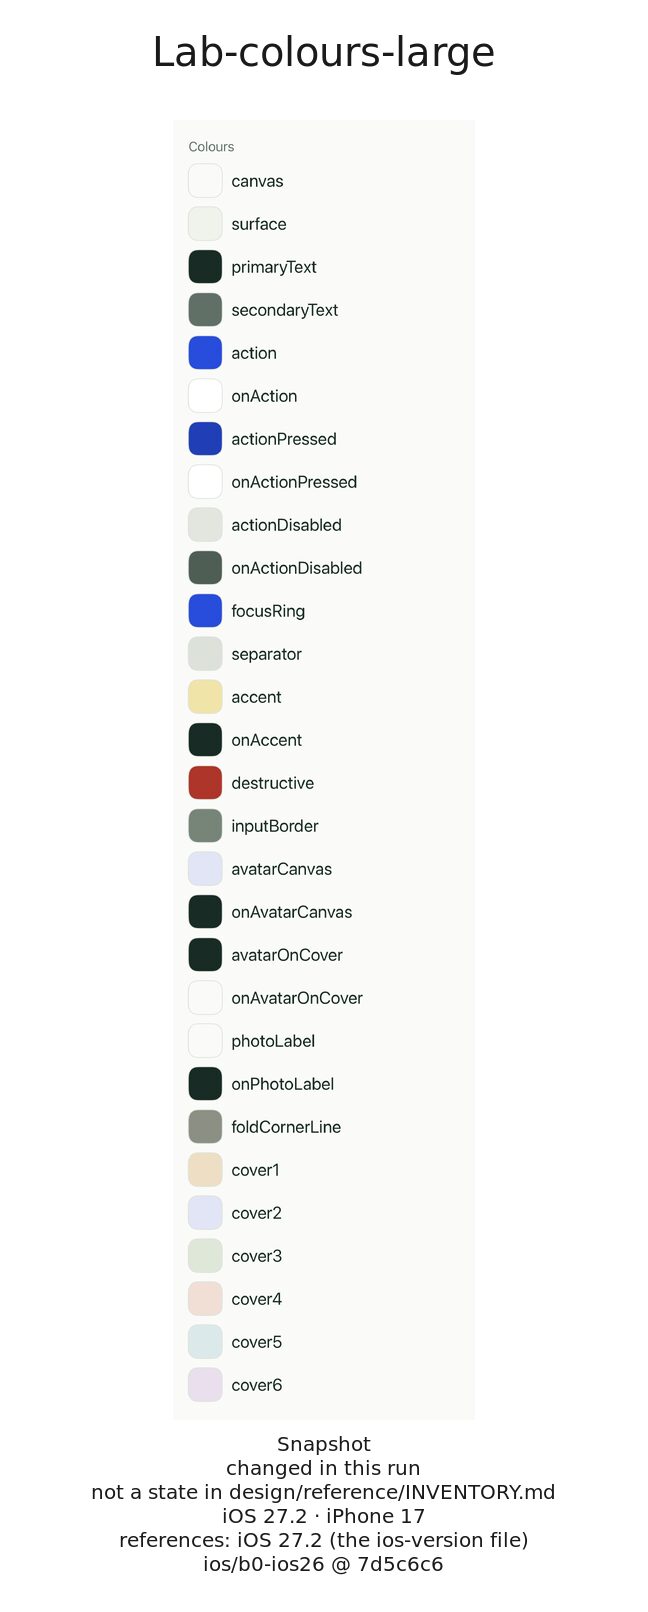 Lab-colours-large
Colours
canvas
surface
primaryText
secondaryText
action
onAction
actionPressed
onActionPressed
actionDisabled
onActionDisabled
focusRing
separator
accent
onAccent
destructive
inputBorder
avatarCanvas
onAvatarCanvas
avatarOnCover
onAvatarOnCover
photoLabel
onPhotoLabel
foldCornerLine
cover1
cover2
cover3
cover4
cover5
cover6
Snapshot
changed in this run
not a state in design/reference/INVENTORY.md
iOS 27.2 · iPhone 17
references: iOS 27.2 (the ios-version file)
ios/b0-ios26 @ 7d5c6c6